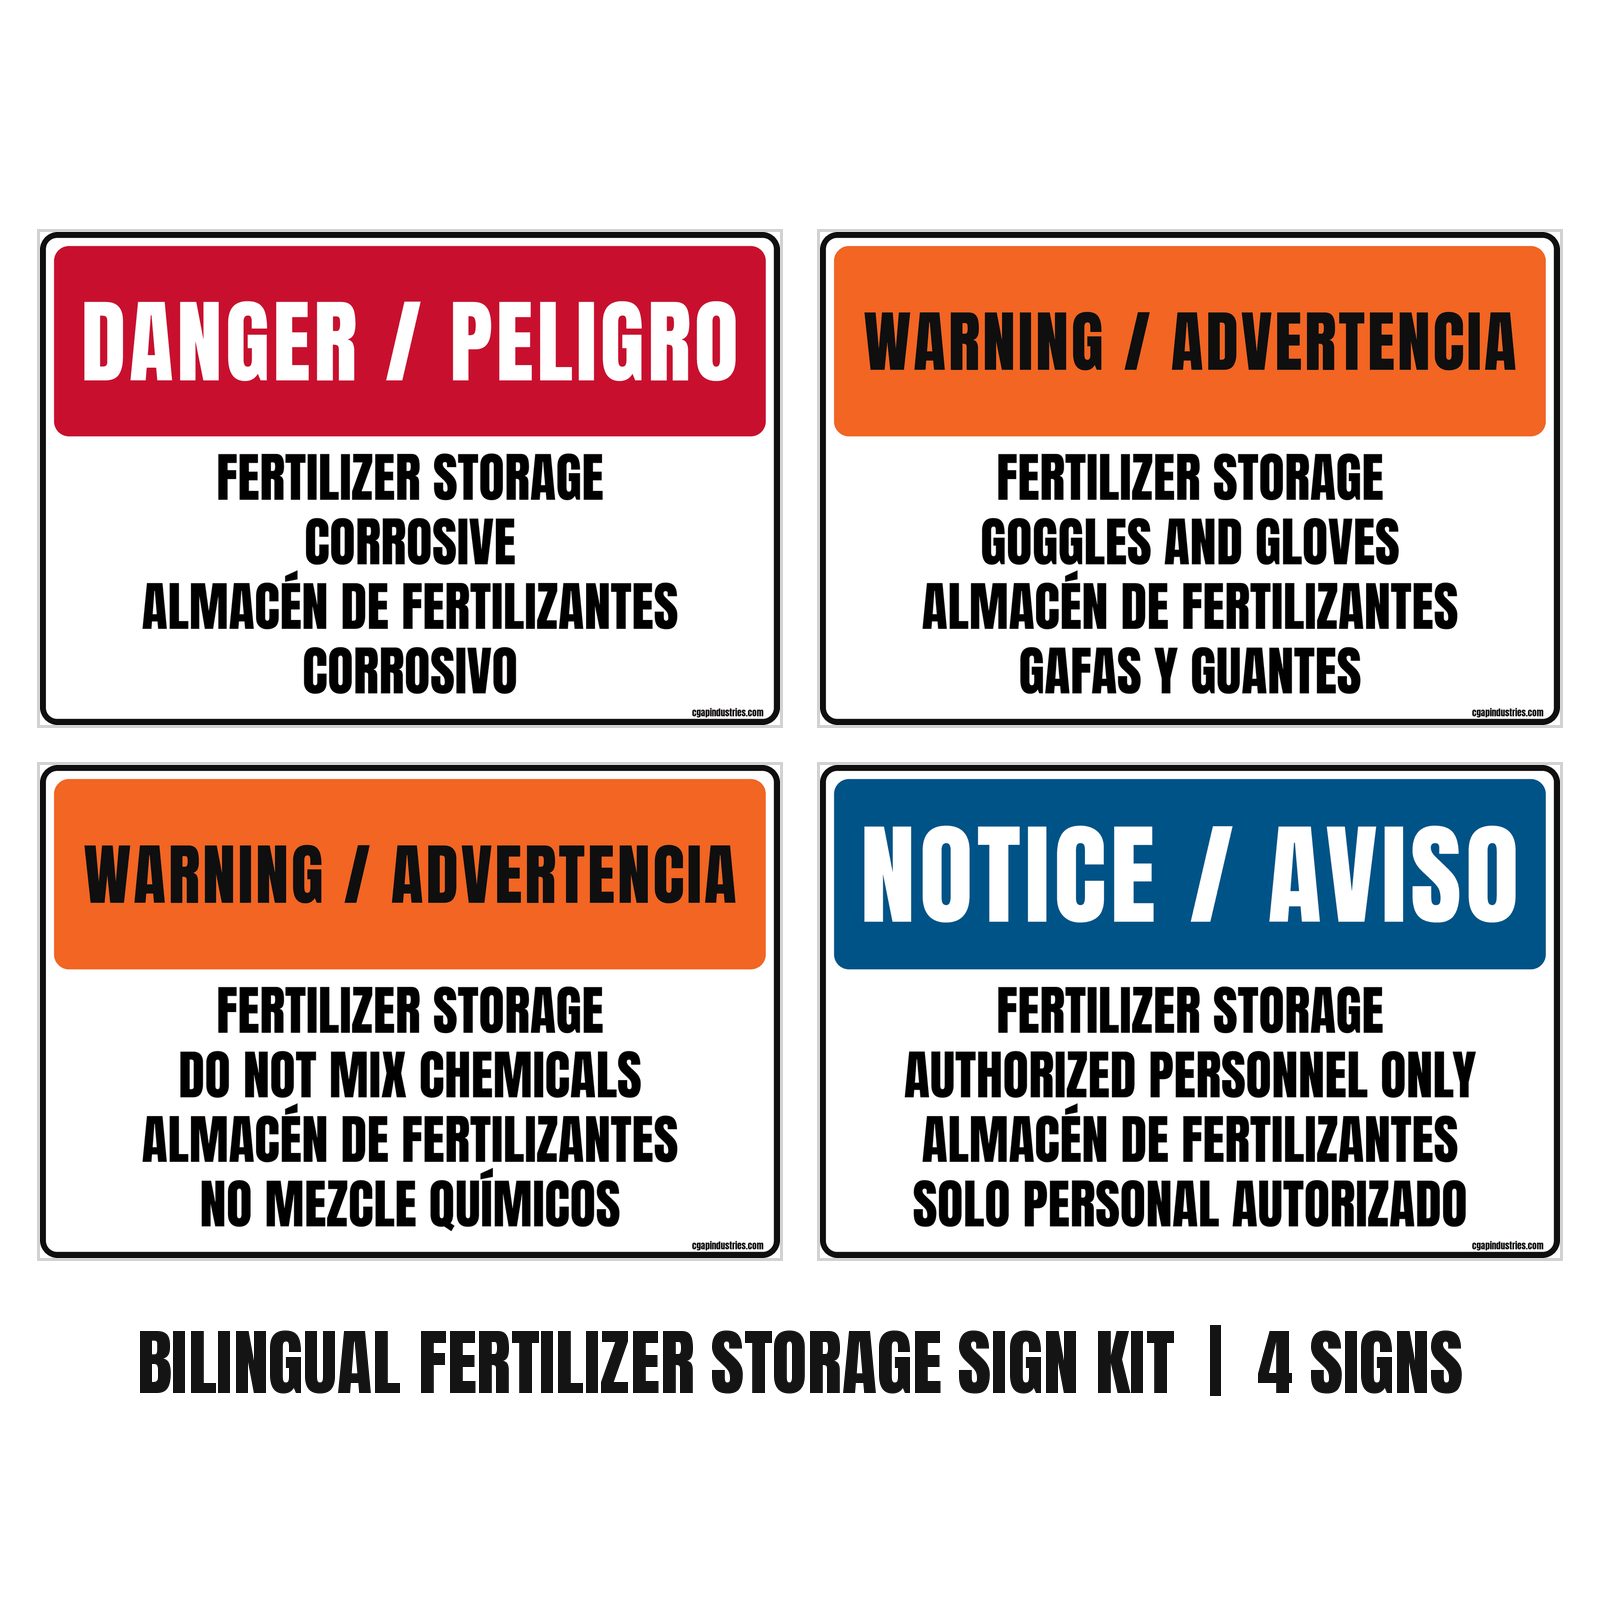 DANGER / PELIGRO
FERTILIZER STORAGE
CORROSIVE
ALMACÉN DE FERTILIZANTES
CORROSIVO
cgapindustries.com
WARNING / ADVERTENCIA
FERTILIZER STORAGE
GOGGLES AND GLOVES
ALMACÉN DE FERTILIZANTES
GAFAS Y GUANTES
cgapindustries.com
WARNING / ADVERTENCIA
FERTILIZER STORAGE
DO NOT MIX CHEMICALS
ALMACÉN DE FERTILIZANTES
NO MEZCLE QUÍMICOS
cgapindustries.com
NOTICE / AVISO
FERTILIZER STORAGE
AUTHORIZED PERSONNEL ONLY
ALMACÉN DE FERTILIZANTES
SOLO PERSONAL AUTORIZADO
cgapindustries.com
BILINGUAL FERTILIZER STORAGE SIGN KIT | 4 SIGNS